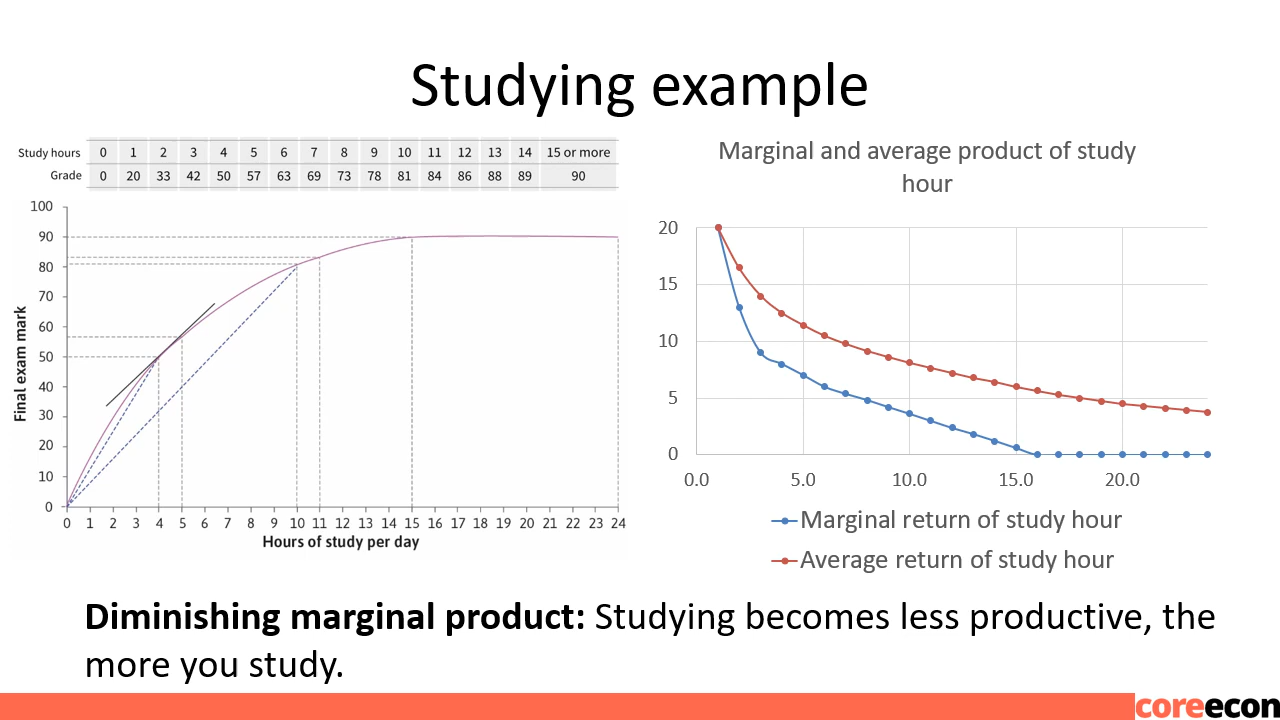 Studying example
Study hours 0 1 2 3 4 5 6 7 8 9 10 11 12 13 14 15 or more
Grade 0 20 33 42 50 57 63 69 73 78 81 84 86 88 89 90
100
90
80
70
60
50
40
30
20
10
0
Final exam mark
0 1 2 3 4 5 6 7 8 9 10 11 12 13 14 15 16 17 18 19 20 21 22 23 24
Hours of study per day
Marginal and average product of study
hour
20
15
10
5
0
0.0 5.0 10.0 15.0 20.0
Marginal return of study hour
Average return of study hour
Diminishing marginal product: Studying becomes less productive, the
more you study.
coreecon